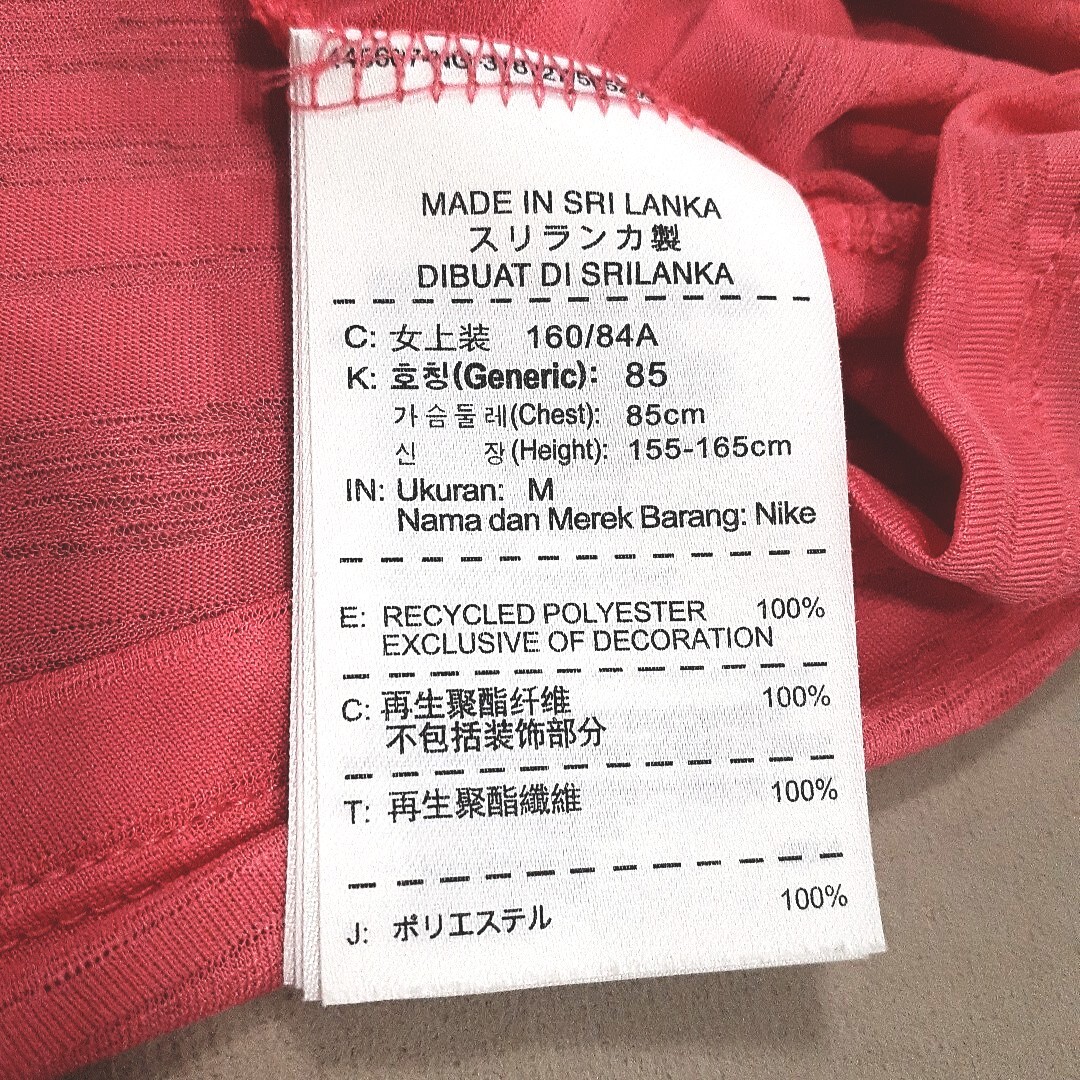 MADE IN SRI LANKA
スリランカ製
DIBUAT DI SRILANKA
C: 女上装 160/84A
K: 호칭(Generic): 85
가슴둘레(Chest): 85cm
신 장(Height): 155-165cm
IN: Ukuran: M
Nama dan Merek Barang: Nike
E: RECYCLED POLYESTER 100%
EXCLUSIVE OF DECORATION
C: 再生聚酯纤维 100%
不包括装饰部分
T: 再生聚酯纖維 100%
J: ポリエステル 100%